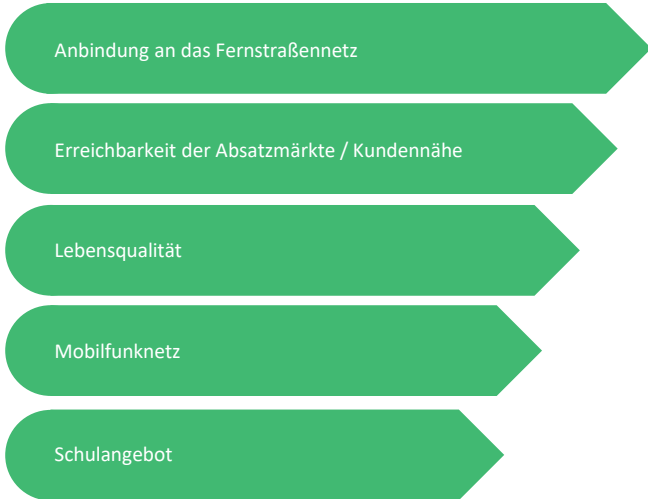 Anbindung an das Fernstraßennetz
Erreichbarkeit der Absatzmärkte / Kundennähe
Lebensqualität
Mobilfunknetz
Schulangebot